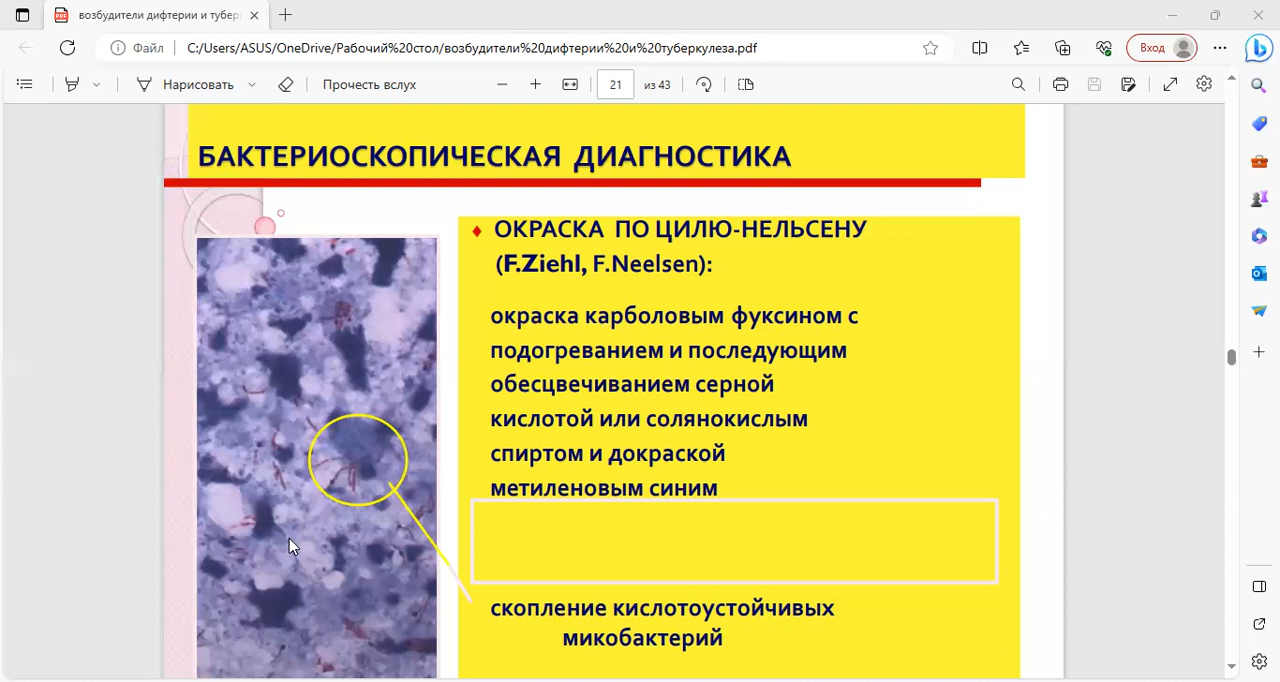 возбудители дифтерии и тубер
Файл
C:/Users/ASUS/OneDrive/Рабочий%20стол/возбудители%20дифтерии%20и%20туберкулеза.pdf
Вход
Нарисовать
Прочесть вслух
21
из 43
БАКТЕРИОСКОПИЧЕСКАЯ ДИАГНОСТИКА
ОКРАСКА ПО ЦИЛЮ-НЕЛЬСЕНУ
(F.Ziehl, F.Neelsen):
окраска карболовым фуксином с
подогреванием и последующим
обесцвечиванием серной
кислотой или солянокислым
спиртом и докраской
метиленовым синим
скопление кислотоустойчивых
микобактерий